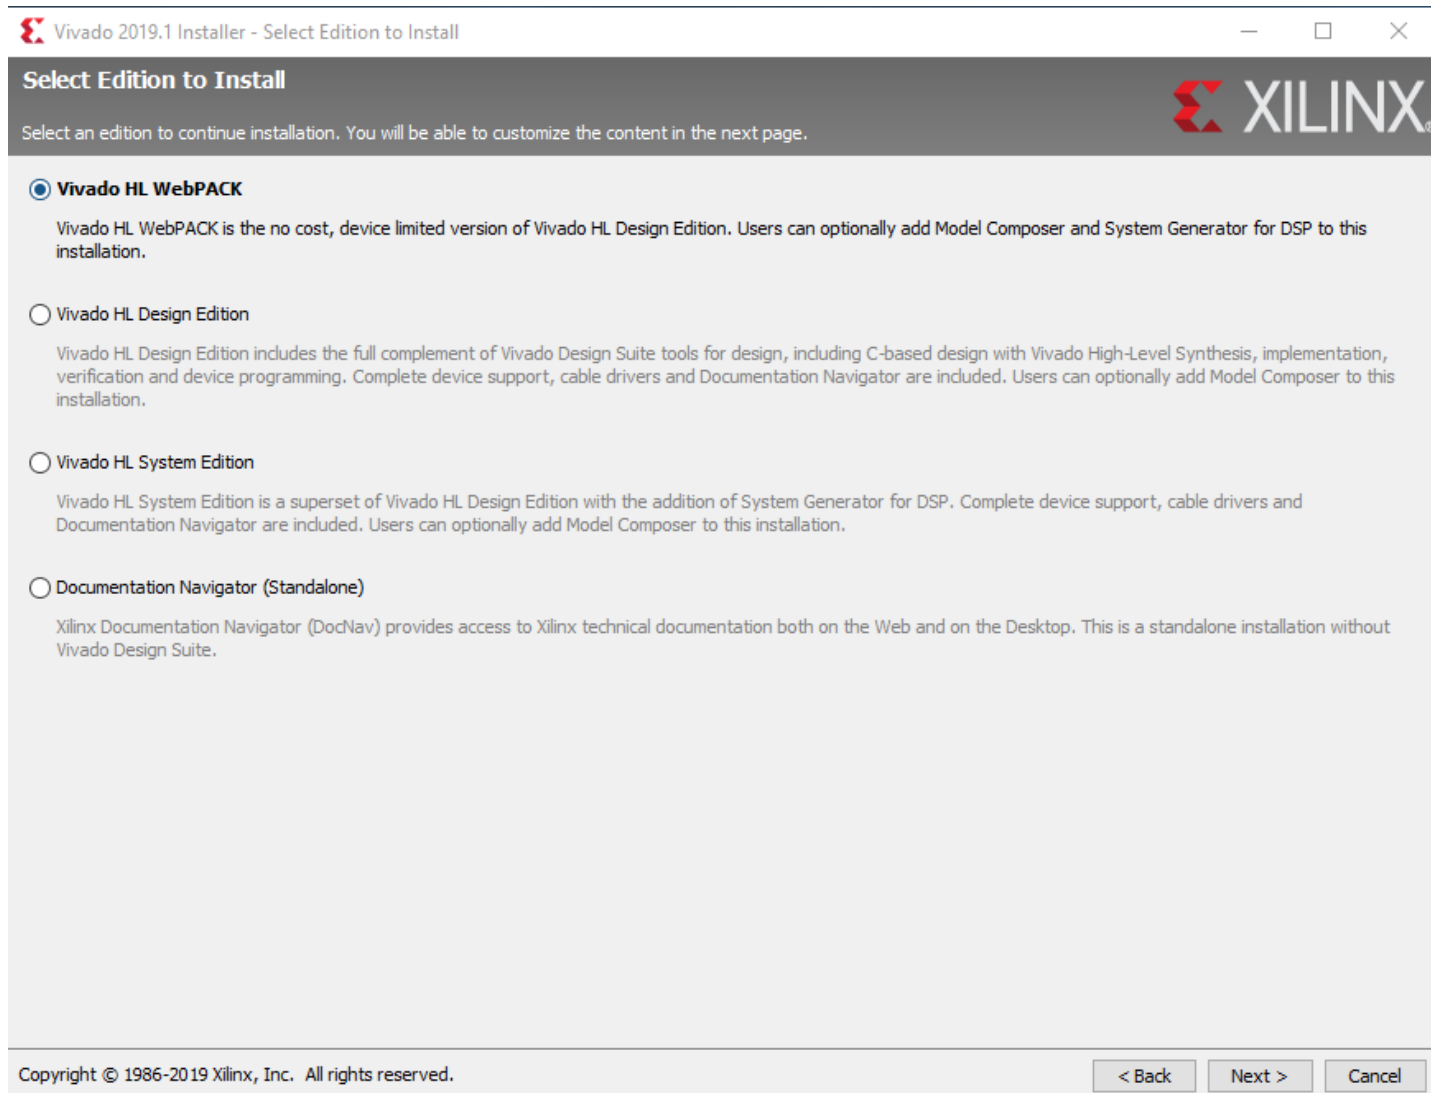 Vivado 2019.1 Installer - Select Edition to Install
Select Edition to Install
XILINX®
Select an edition to continue installation. You will be able to customize the content in the next page.
Vivado HL WebPACK
Vivado HL WebPACK is the no cost, device limited version of Vivado HL Design Edition. Users can optionally add Model Composer and System Generator for DSP to this
installation.
Vivado HL Design Edition
Vivado HL Design Edition includes the full complement of Vivado Design Suite tools for design, including C-based design with Vivado High-Level Synthesis, implementation,
verification and device programming. Complete device support, cable drivers and Documentation Navigator are included. Users can optionally add Model Composer to this
installation.
Vivado HL System Edition
Vivado HL System Edition is a superset of Vivado HL Design Edition with the addition of System Generator for DSP. Complete device support, cable drivers and
Documentation Navigator are included. Users can optionally add Model Composer to this installation.
Documentation Navigator (Standalone)
Xilinx Documentation Navigator (DocNav) provides access to Xilinx technical documentation both on the Web and on the Desktop. This is a standalone installation without
Vivado Design Suite.
Copyright © 1986-2019 Xilinx, Inc. All rights reserved.
< Back
Next >
Cancel